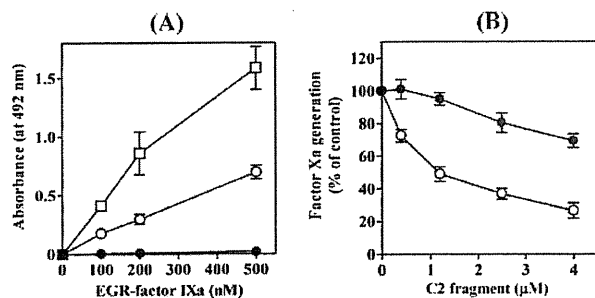 (A)
Absorbance (at 492 nm)
1.5
1.0
0.5
0
0 100 200 300 400 500
EGR-factor IXa (nM)
(B)
Factor Xa generation
(% of control)
120
100
80
60
40
20
0
0 1 2 3 4
C2 fragment (μM)